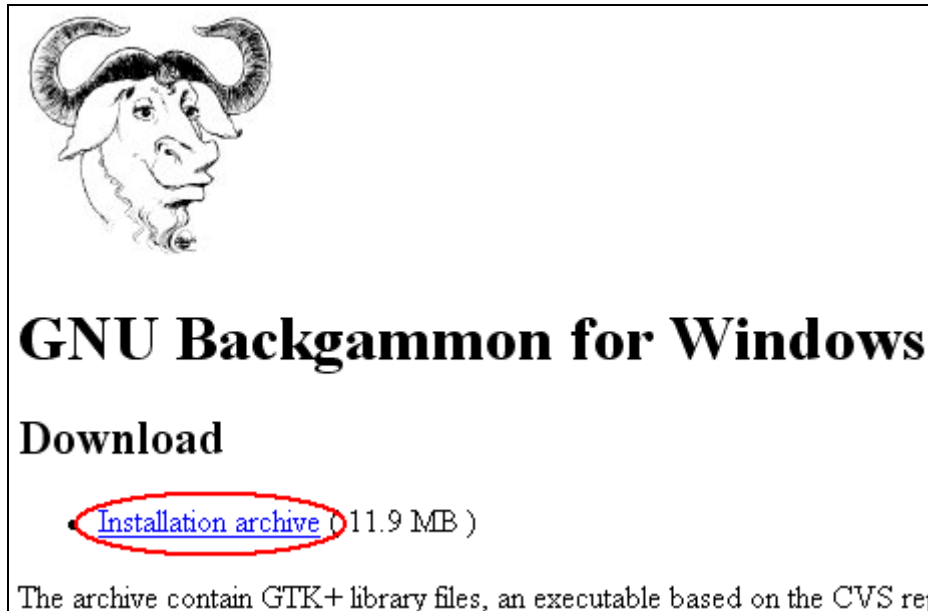 GNU Backgammon for Windows
Download
Installation archive ( 11.9 MB )
The archive contain GTK+ library files, an executable based on the CVS